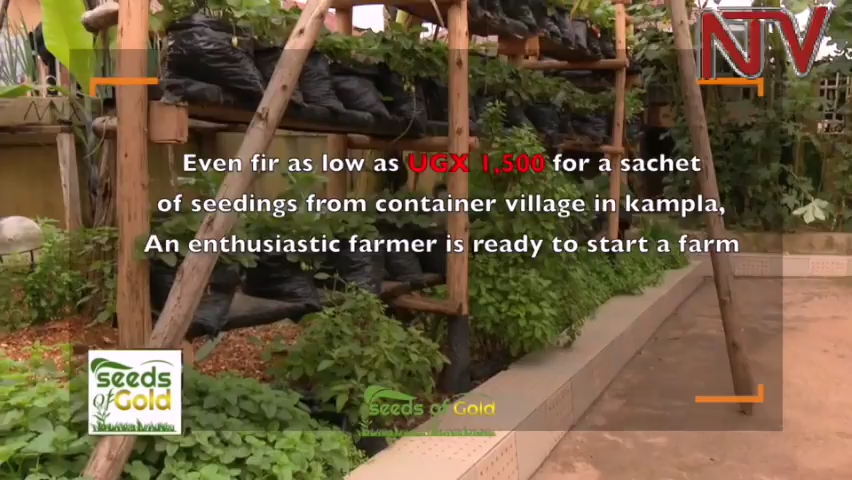 NTV
Even fir as low as UGX 1,500 for a sachet
of seedings from container village in kampla,
An enthusiastic farmer is ready to start a farm
seeds
of Gold
seeds of Gold